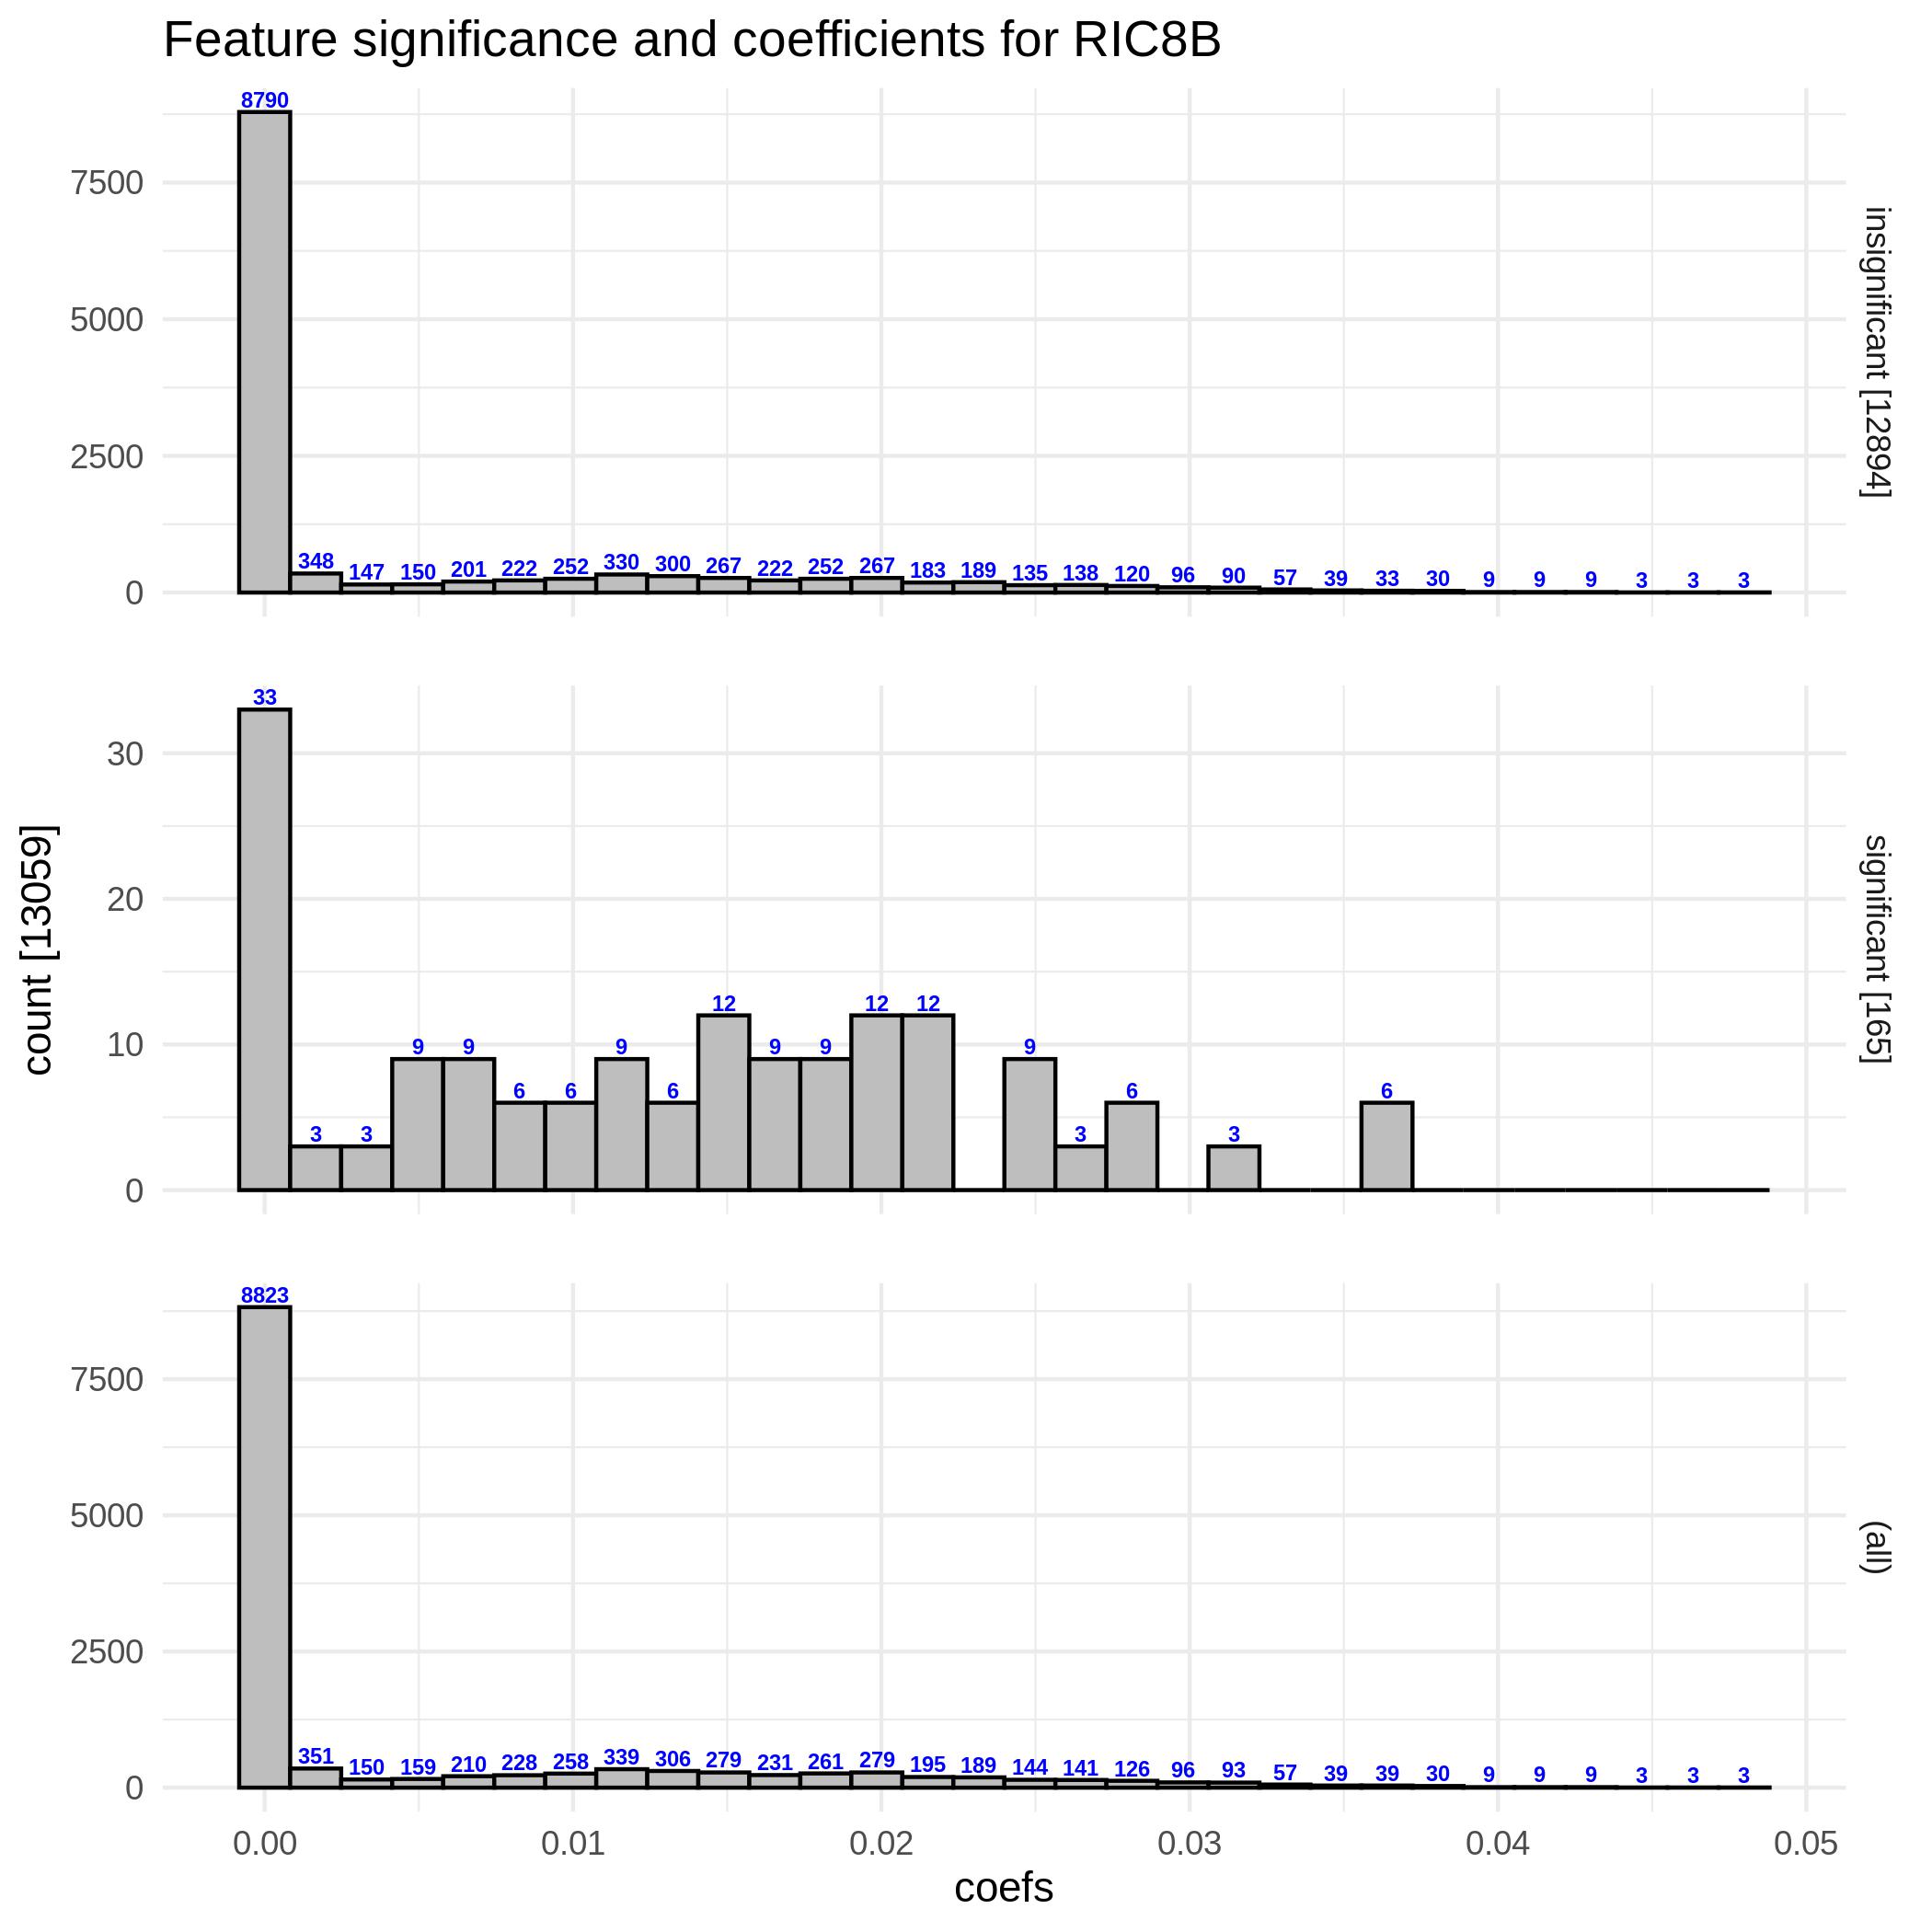 Feature significance and coefficients for RIC8B
8790
348 147 150 201 222 252 330 300 267 222 252 267 183 189 135 138 120 96 90 57 39 33 30 9 9 9 3 3 3
7500
5000
2500
0
insignificant [12894]
33
3 3 9 9 6 6 9 6 12 9 9 12 12 9 3 6 3 6
30
20
10
0
significant [165]
count [13059]
8823
351 150 159 210 228 258 339 306 279 231 261 279 195 189 144 141 126 96 93 57 39 39 30 9 9 9 3 3 3
7500
5000
2500
0
(all)
0.00 0.01 0.02 0.03 0.04 0.05
coefs